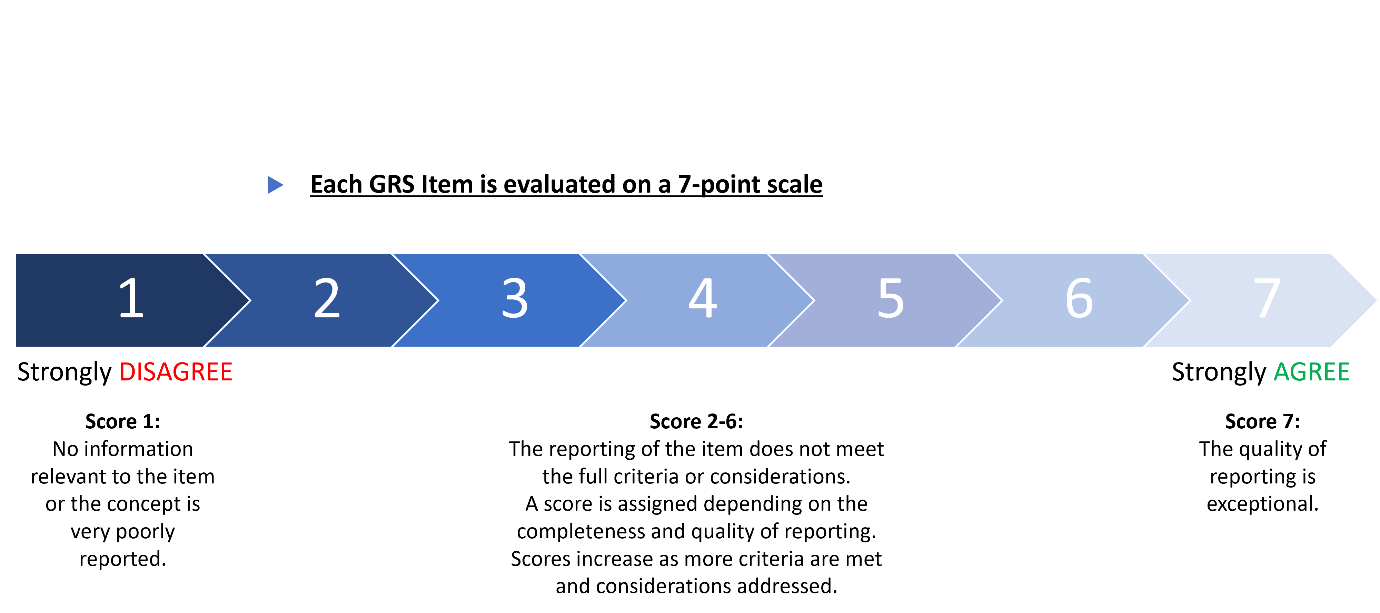 Each GRS Item is evaluated on a 7-point scale
1 2 3 4 5 6 7
Strongly DISAGREE
Strongly AGREE
Score 1:
No information
relevant to the item
or the concept is
very poorly
reported.
Score 2-6:
The reporting of the item does not meet
the full criteria or considerations.
A score is assigned depending on the
completeness and quality of reporting.
Scores increase as more criteria are met
and considerations addressed.
Score 7:
The quality of
reporting is
exceptional.